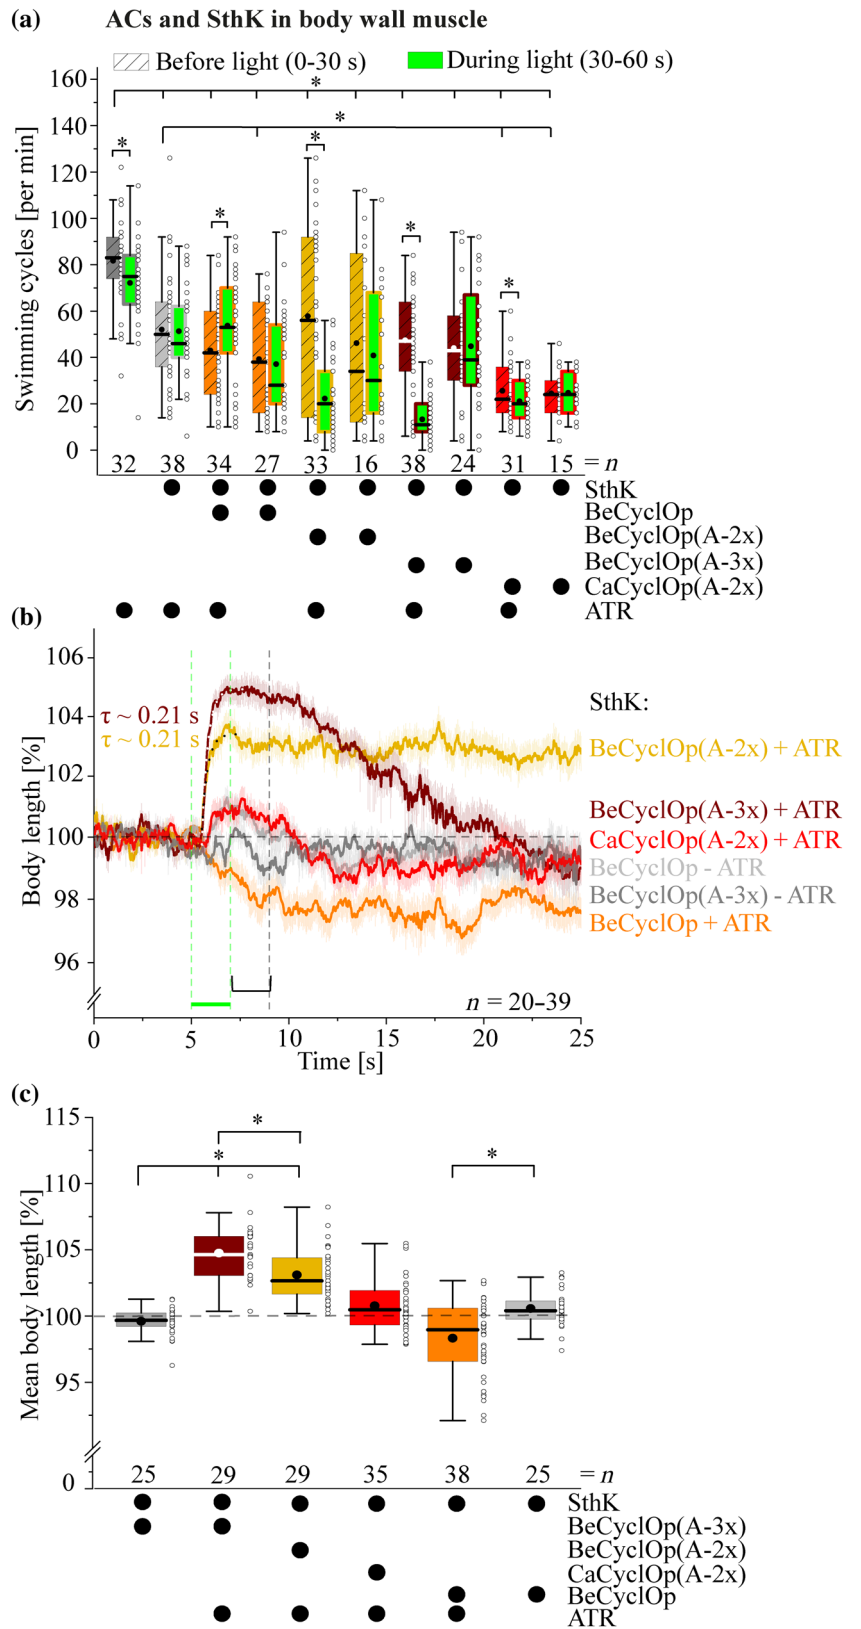 (a) ACs and SthK in body wall muscle
Before light (0-30 s) During light (30-60 s)
Swimming cycles [per min]
160
140
120
100
80
60
40
20
0
* * * * * * *
32 38 34 27 33 16 38 24 31 15 = n
SthK
BeCyclOp
BeCyclOp(A-2x)
BeCyclOp(A-3x)
CaCyclOp(A-2x)
ATR
(b)
Body length [%]
106
104
102
100
98
96
τ ~ 0.21 s
τ ~ 0.21 s
SthK:
BeCyclOp(A-2x) + ATR
BeCyclOp(A-3x) + ATR
CaCyclOp(A-2x) + ATR
BeCyclOp - ATR
BeCyclOp(A-3x) - ATR
BeCyclOp + ATR
n = 20–39
0 5 10 15 20 25
Time [s]
(c)
Mean body length [%]
115
110
105
100
95
0
* * *
25 29 29 35 38 25 = n
SthK
BeCyclOp(A-3x)
BeCyclOp(A-2x)
CaCyclOp(A-2x)
BeCyclOp
ATR